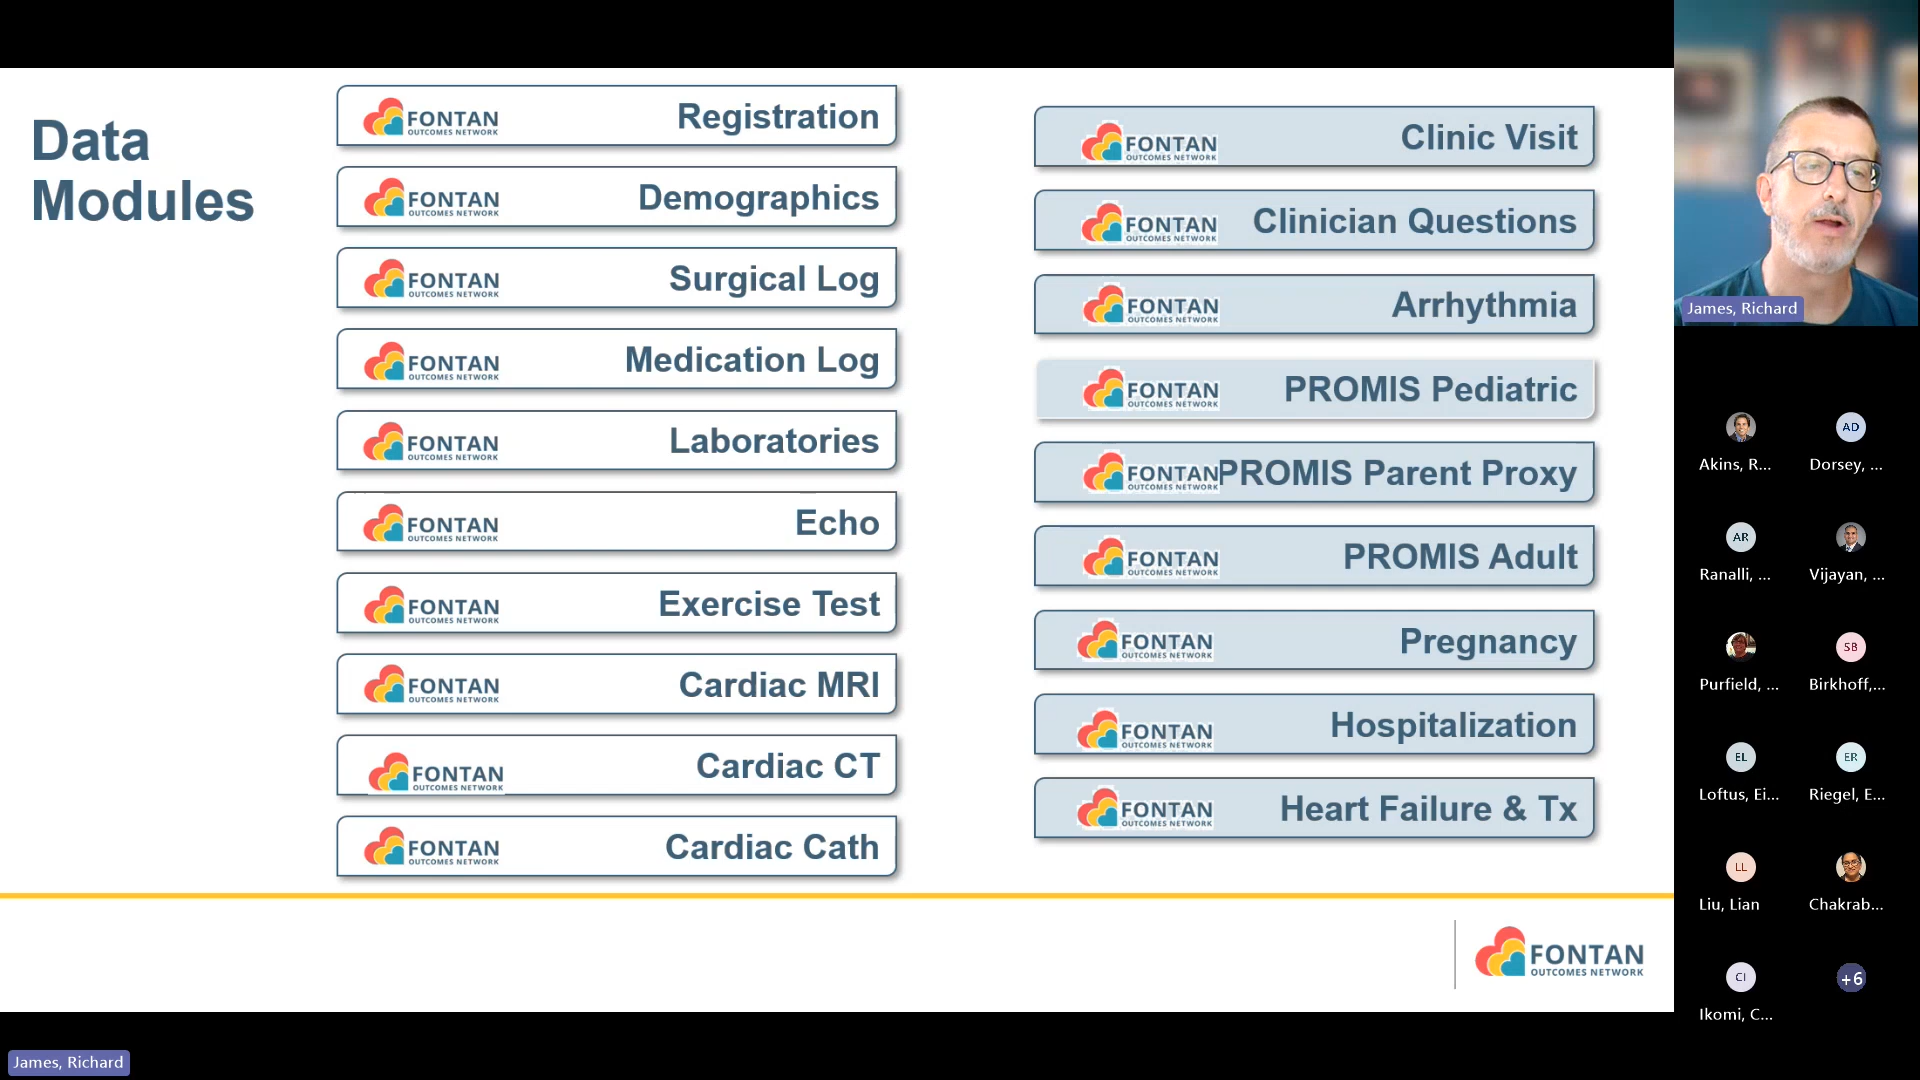 Data
Modules
FONTAN
OUTCOMES NETWORK
Registration
FONTAN
OUTCOMES NETWORK
Demographics
FONTAN
OUTCOMES NETWORK
Surgical Log
FONTAN
OUTCOMES NETWORK
Medication Log
FONTAN
OUTCOMES NETWORK
Laboratories
FONTAN
OUTCOMES NETWORK
Echo
FONTAN
OUTCOMES NETWORK
Exercise Test
FONTAN
OUTCOMES NETWORK
Cardiac MRI
FONTAN
OUTCOMES NETWORK
Cardiac CT
FONTAN
OUTCOMES NETWORK
Cardiac Cath
FONTAN
OUTCOMES NETWORK
Clinic Visit
FONTAN
OUTCOMES NETWORK
Clinician Questions
FONTAN
OUTCOMES NETWORK
Arrhythmia
FONTAN
OUTCOMES NETWORK
PROMIS Pediatric
FONTAN
OUTCOMES NETWORK
PROMIS Parent Proxy
FONTAN
OUTCOMES NETWORK
PROMIS Adult
FONTAN
OUTCOMES NETWORK
Pregnancy
FONTAN
OUTCOMES NETWORK
Hospitalization
FONTAN
OUTCOMES NETWORK
Heart Failure & Tx
FONTAN
OUTCOMES NETWORK
James, Richard
Akins, R...
AD
Dorsey, ...
AR
Ranalli, ...
Vijayan, ...
Purfield, ...
SB
Birkhoff,...
EL
Loftus, Ei...
ER
Riegel, E...
LL
Liu, Lian
Chakrab...
CI
Ikomi, C...
+6
James, Richard